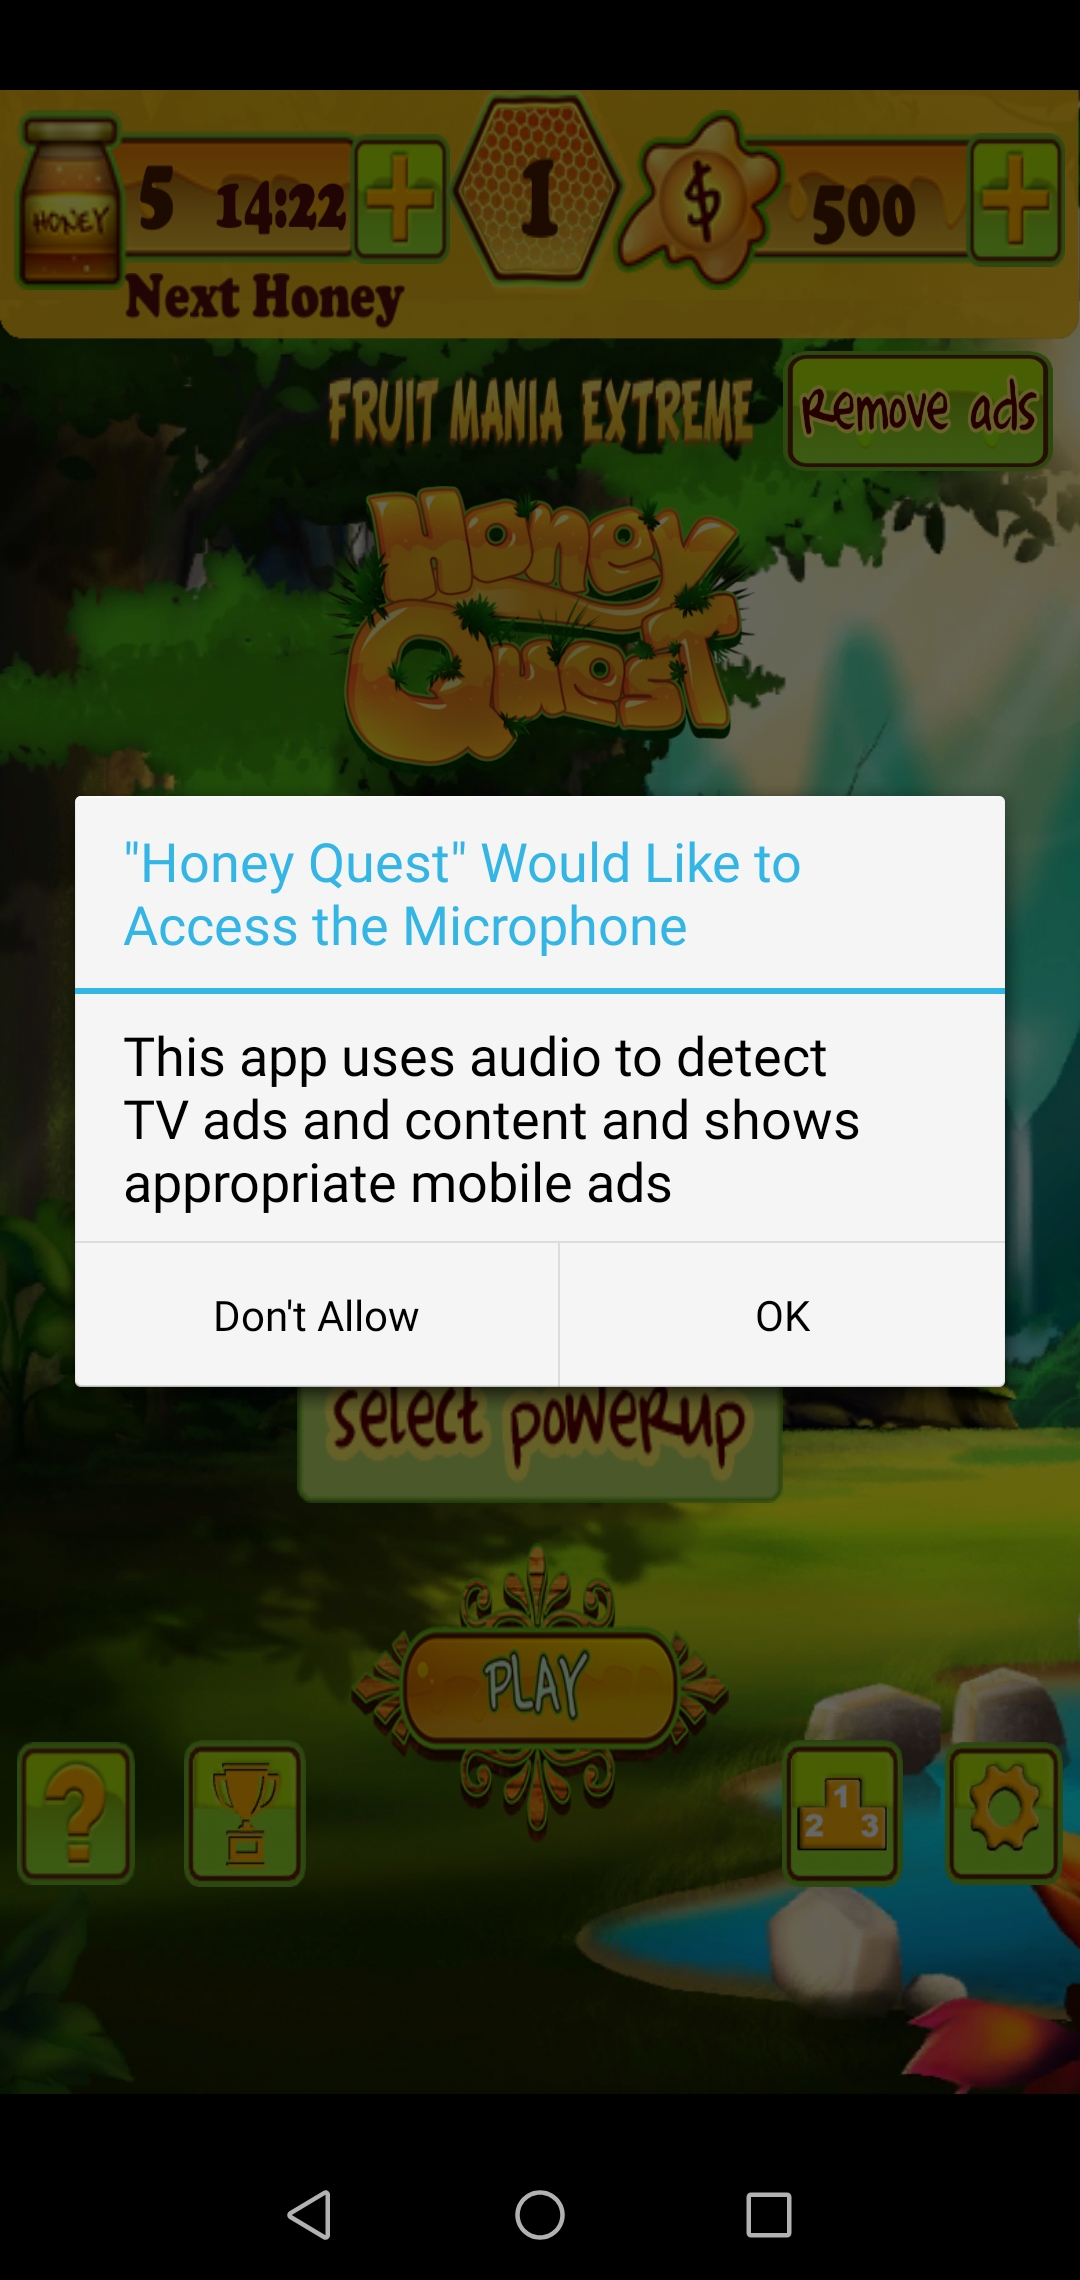 HONEY
5 14:22
1
$
500
Next Honey
FRUIT MANIA EXTREME
Remove ads
Honey
Quest
"Honey Quest" Would Like to
Access the Microphone
This app uses audio to detect
TV ads and content and shows
appropriate mobile ads
Don't Allow
OK
select powerup
PLAY
?
1
2 3